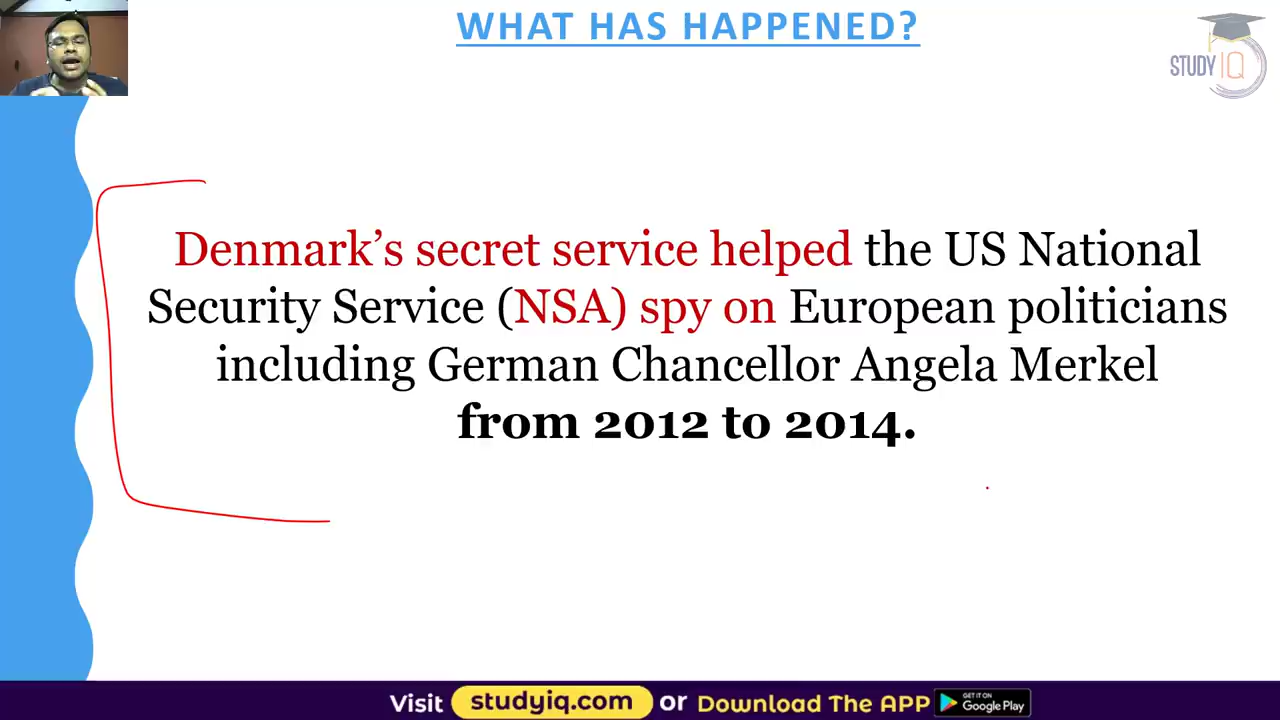 WHAT HAS HAPPENED?
STUDY IQ
Denmark’s secret service helped the US National
Security Service (NSA) spy on European politicians
including German Chancellor Angela Merkel
from 2012 to 2014.
Visit studyiq.com or Download The APP GET IT ON Google Play